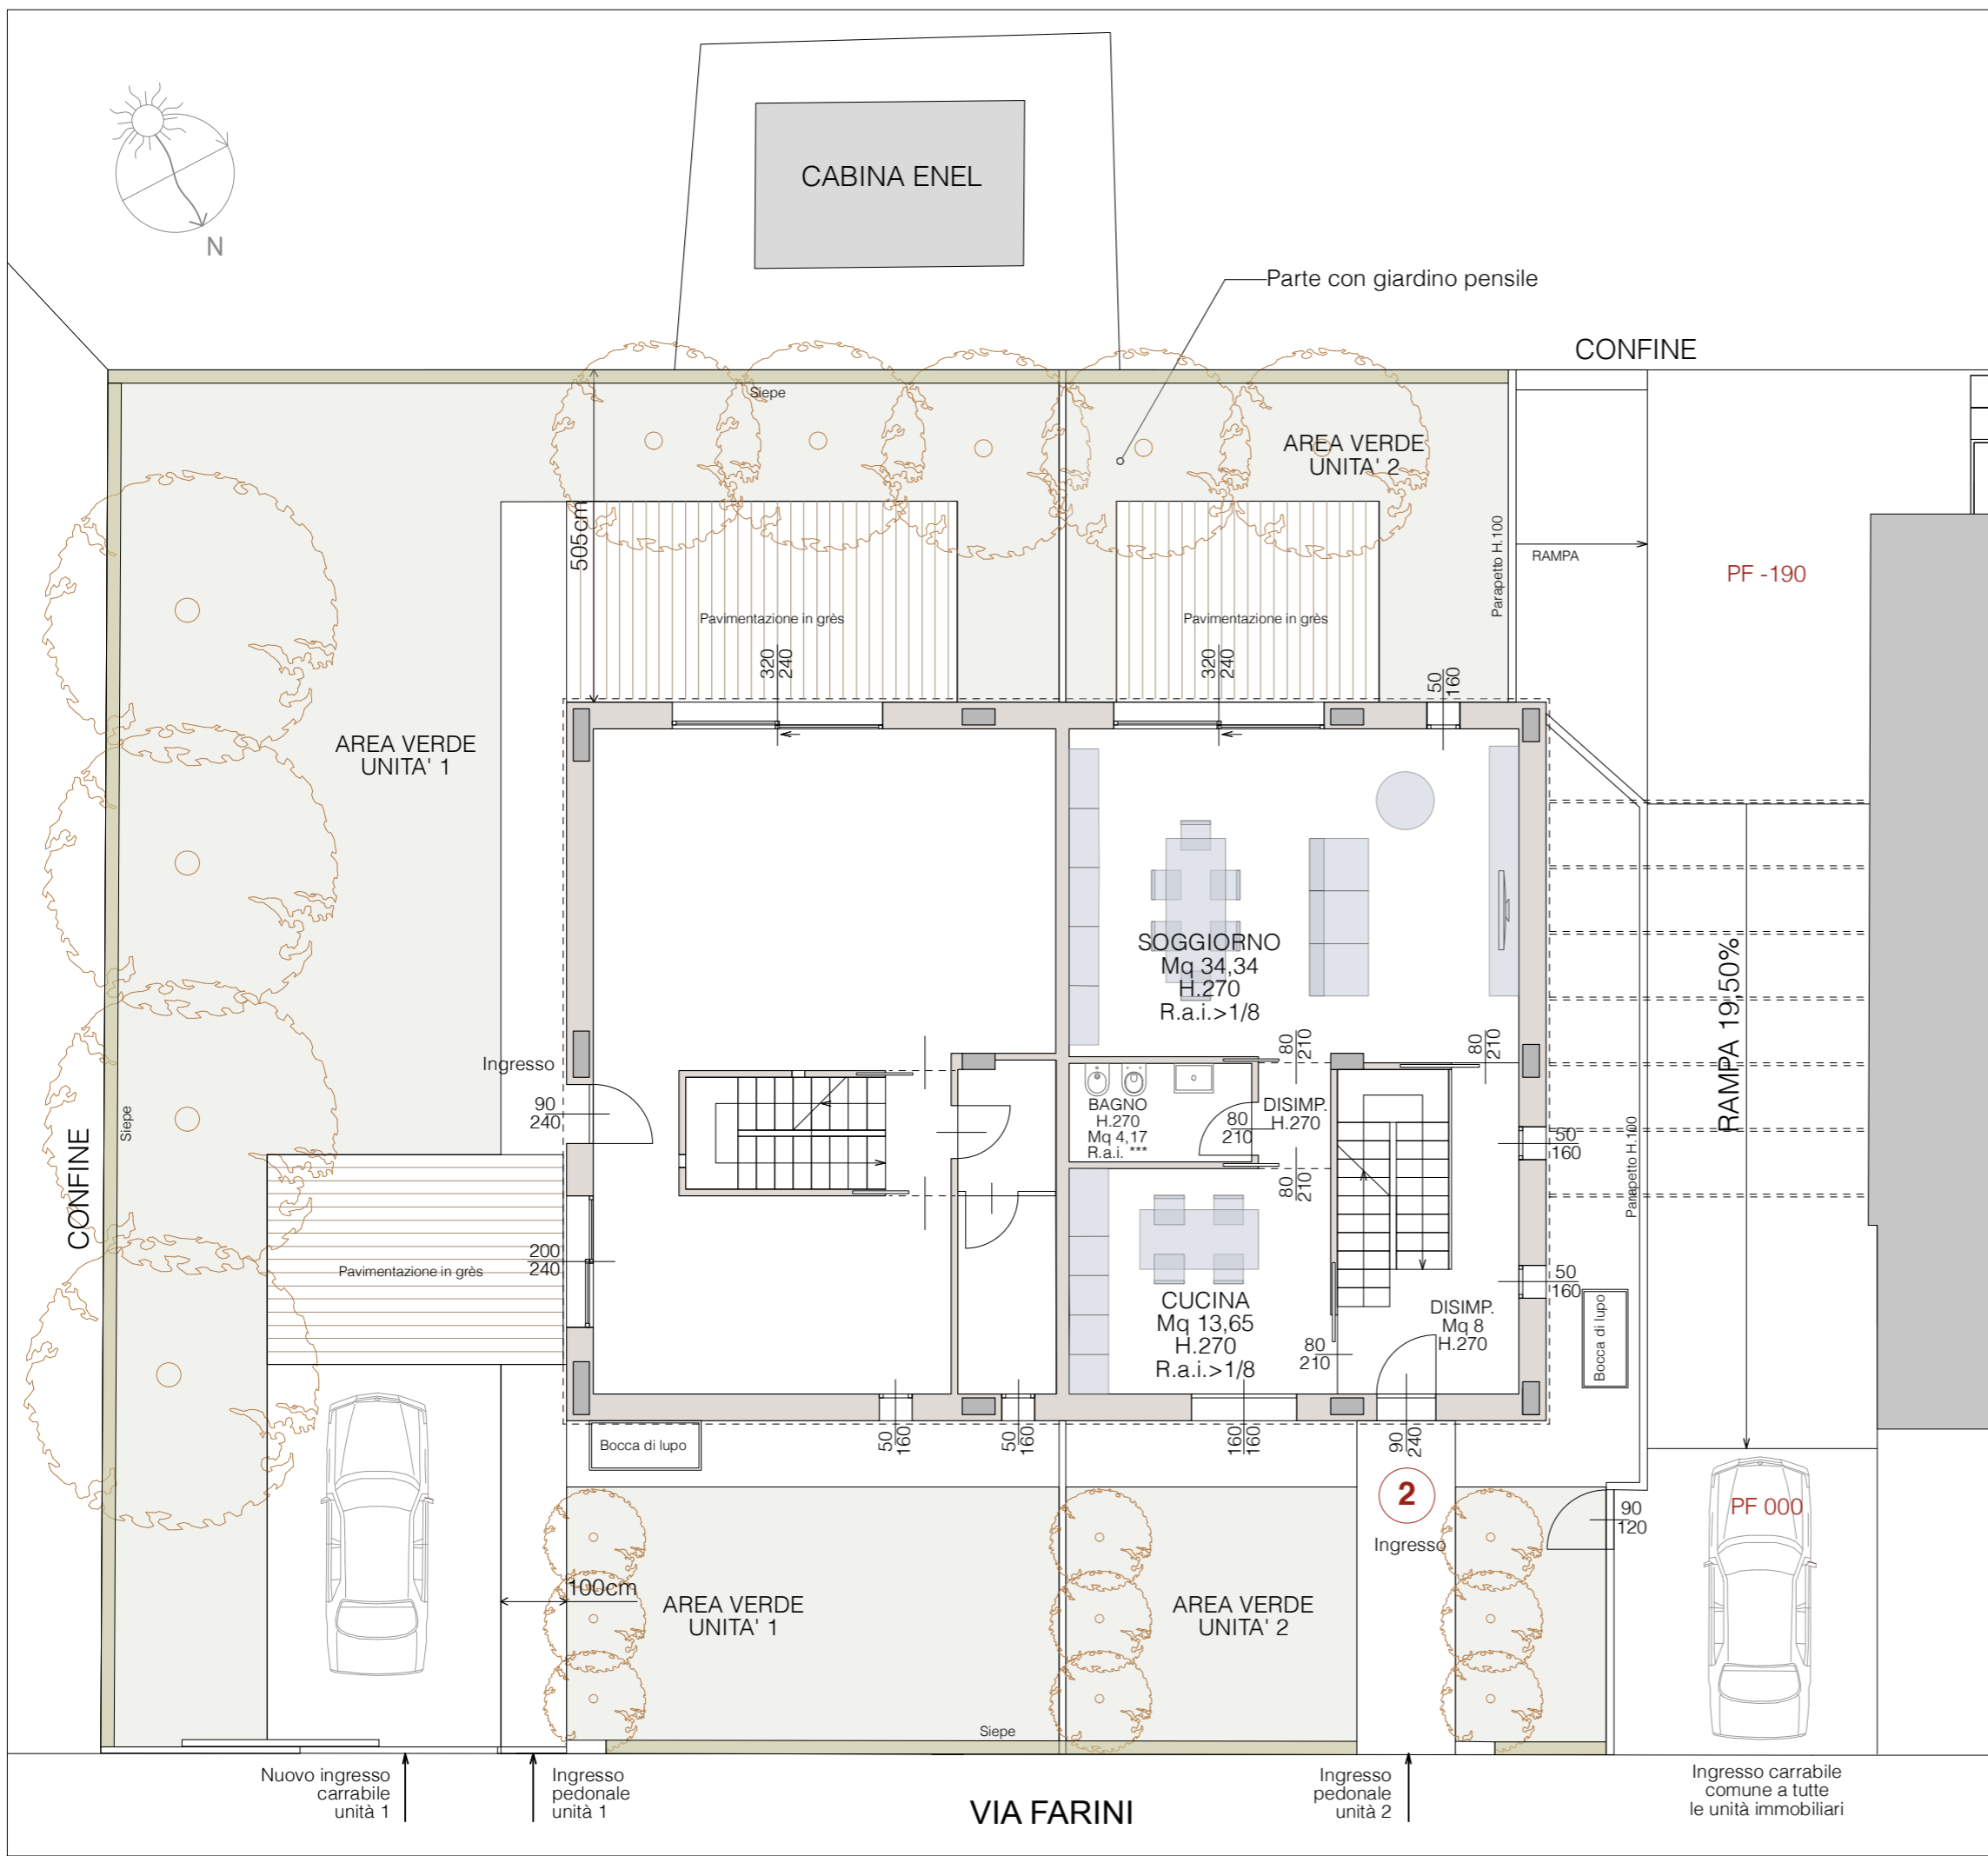 N
CABINA ENEL
Parte con giardino pensile
CONFINE
Siepe
AREA VERDE
UNITA' 2
505cm
Parapetto H.100
RAMPA
PF -190
Pavimentazione in grès
Pavimentazione in grès
320
240
320
240
50
160
AREA VERDE
UNITA' 1
SOGGIORNO
Mq 34,34
H.270
R.a.i.>1/8
RAMPA 19,50%
Ingresso
90
240
80
210
80
210
BAGNO
H.270
Mq 4,17
R.a.i. ***
80
210
DISIMP.
H.270
50
160
Parapetto H.100
CONFINE
Siepe
80
210
Pavimentazione in grès
200
240
CUCINA
Mq 13,65
H.270
R.a.i.>1/8
80
210
DISIMP.
Mq 8
H.270
50
160
Bocca di lupo
Bocca di lupo
50
160
50
160
160
160
90
240
2
Ingresso
90
120
PF 000
100cm
AREA VERDE
UNITA' 1
AREA VERDE
UNITA' 2
Siepe
Nuovo ingresso
carrabile
unità 1
Ingresso
pedonale
unità 1
VIA FARINI
Ingresso
pedonale
unità 2
Ingresso carrabile
comune a tutte
le unità immobiliari